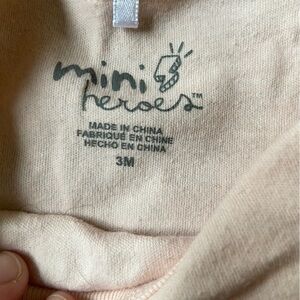 mini
heroes™
MADE IN CHINA
FABRIQUÉ EN CHINE
HECHO EN CHINA
3M